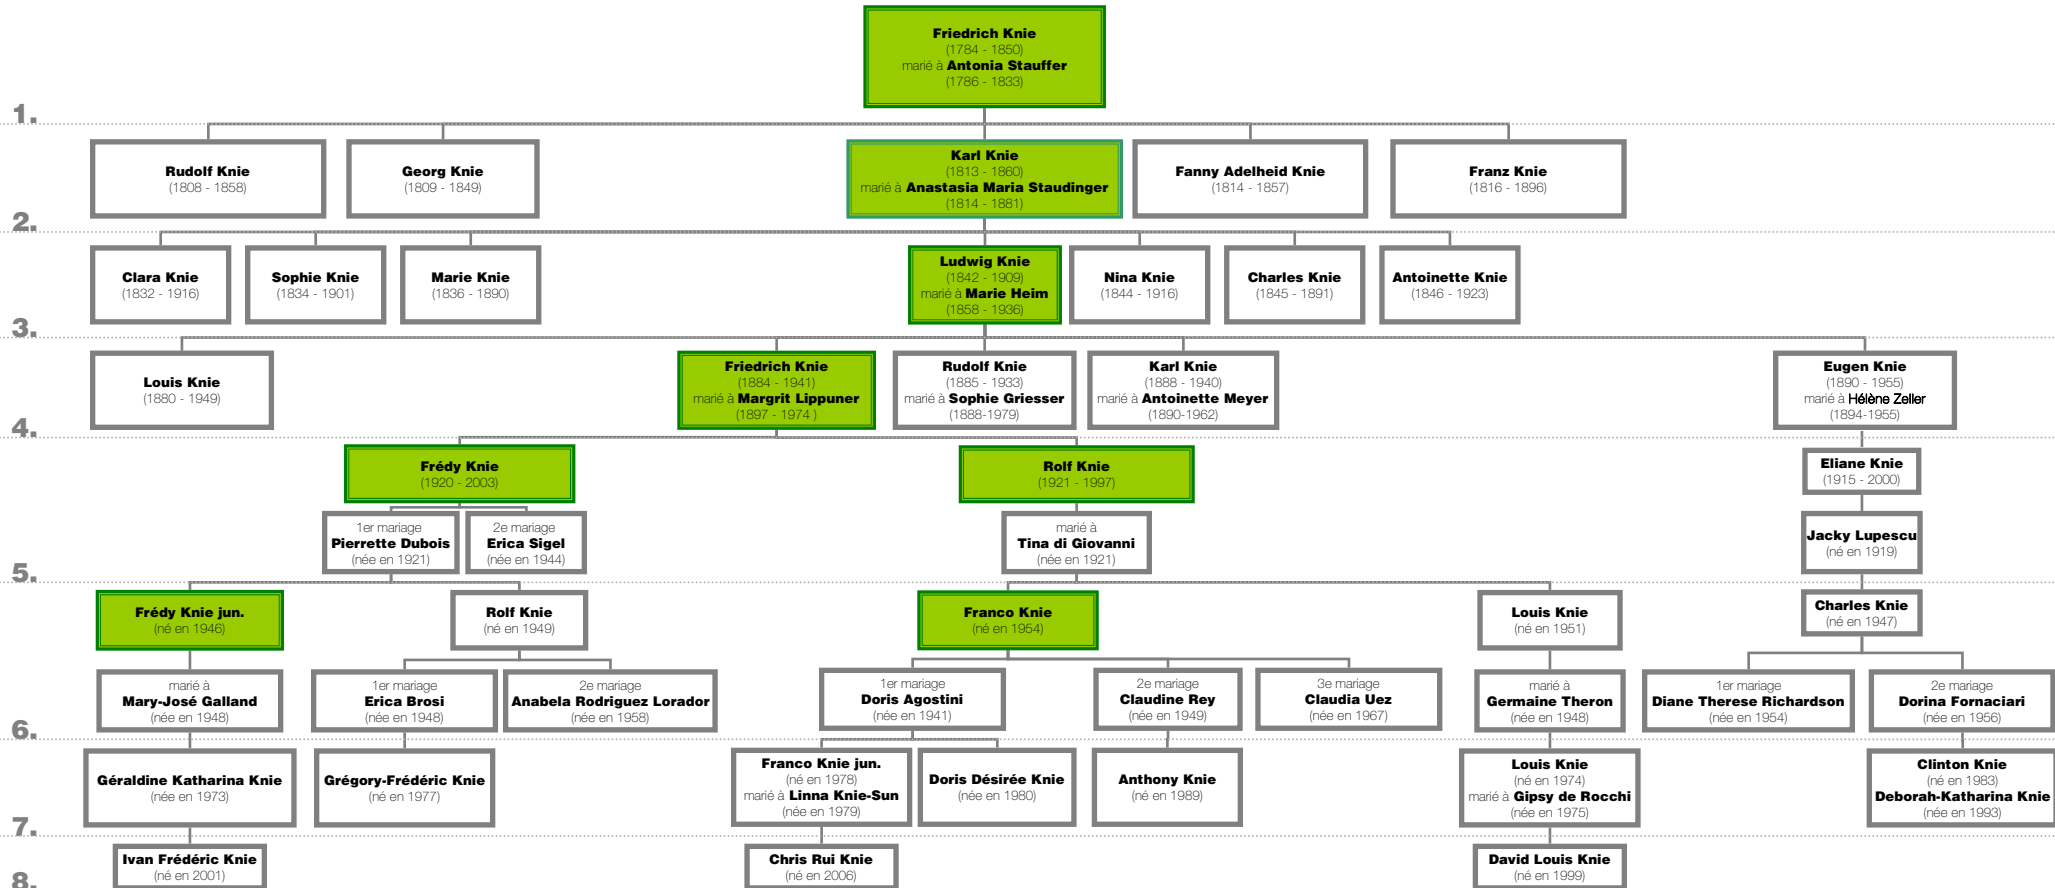 Friedrich Knie
(1784 - 1850)
marié à Antonia Stauffer
(1786 - 1833)
1.
Rudolf Knie
(1808 - 1858)
Georg Knie
(1809 - 1849)
Karl Knie
(1813 - 1860)
marié à Anastasia Maria Staudinger
(1814 - 1881)
Fanny Adelheid Knie
(1814 - 1857)
Franz Knie
(1816 - 1896)
2.
Clara Knie
(1832 - 1916)
Sophie Knie
(1834 - 1901)
Marie Knie
(1836 - 1890)
Ludwig Knie
(1842 - 1909)
marié à Marie Heim
(1858 - 1936)
Nina Knie
(1844 - 1916)
Charles Knie
(1845 - 1891)
Antoinette Knie
(1846 - 1923)
3.
Louis Knie
(1880 - 1949)
Friedrich Knie
(1884 - 1941)
marié à Margrit Lippuner
(1897 - 1974 )
Rudolf Knie
(1885 - 1933)
marié à Sophie Griesser
(1888-1979)
Karl Knie
(1888 - 1940)
marié à Antoinette Meyer
(1890-1962)
Eugen Knie
(1890 - 1955)
marié à Hélène Zeller
(1894-1955)
4.
Frédy Knie
(1920 - 2003)
Rolf Knie
(1921 - 1997)
Eliane Knie
(1915 - 2000)
1er mariage
Pierrette Dubois
(née en 1921)
2e mariage
Erica Sigel
(née en 1944)
marié à
Tina di Giovanni
(née en 1921)
Jacky Lupescu
(né en 1919)
5.
Frédy Knie jun.
(né en 1946)
Rolf Knie
(né en 1949)
Franco Knie
(né en 1954)
Louis Knie
(né en 1951)
Charles Knie
(né en 1947)
marié à
Mary-José Galland
(née en 1948)
1er mariage
Erica Brosi
(née en 1948)
2e mariage
Anabela Rodriguez Lorador
(née en 1958)
1er mariage
Doris Agostini
(née en 1941)
2e mariage
Claudine Rey
(née en 1949)
3e mariage
Claudia Uez
(née en 1967)
marié à
Germaine Theron
(née en 1948)
1er mariage
Diane Therese Richardson
(née en 1954)
2e mariage
Dorina Fornaciari
(née en 1956)
6.
Géraldine Katharina Knie
(née en 1973)
Grégory-Frédéric Knie
(né en 1977)
Franco Knie jun.
(né en 1978)
marié à Linna Knie-Sun
(née en 1979)
Doris Désirée Knie
(née en 1980)
Anthony Knie
(né en 1989)
Louis Knie
(né en 1974)
marié à Gipsy de Rocchi
(née en 1975)
Clinton Knie
(né en 1983)
Deborah-Katharina Knie
(née en 1993)
7.
Ivan Frédéric Knie
(né en 2001)
Chris Rui Knie
(né en 2006)
David Louis Knie
(né en 1999)
8.